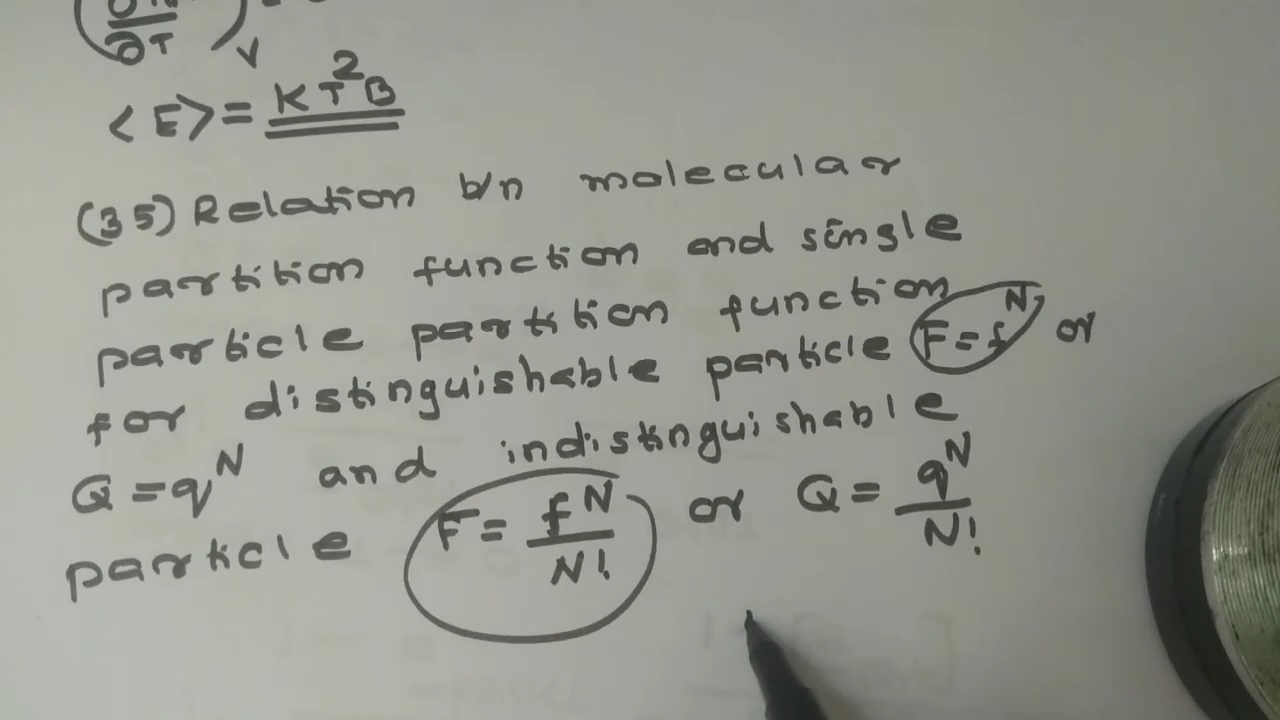 ∂T
V
<E> = KT²B
(35) Relation b/n molecular
partition function and single
particle partition function
for distinguishable particle F = f^N or
Q = q^N and indistinguishable
particle F = f^N/N! or Q = q^N/N!